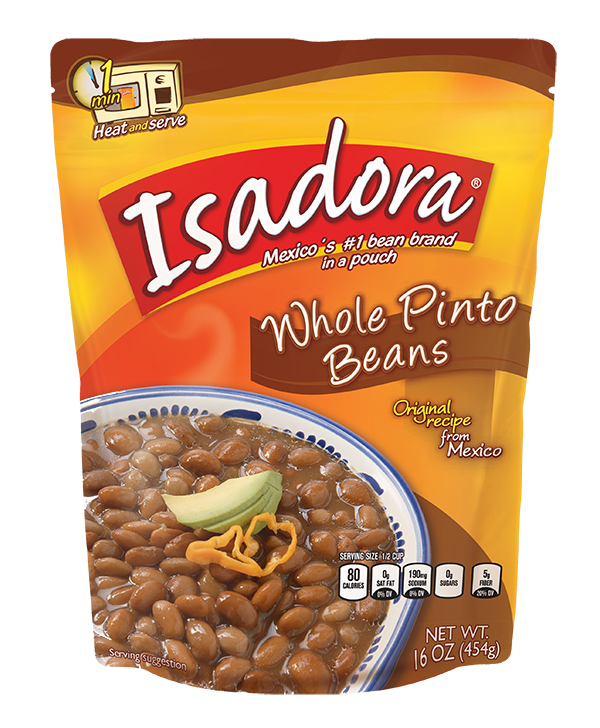 1
min
Heat and serve
Isadora®
Mexico's #1 bean brand
in a pouch
Whole Pinto
Beans
Original
recipe
from
Mexico
SERVING SIZE 1/2 CUP
80
CALORIES
0g
SAT FAT
0% DV
190mg
SODIUM
8% DV
0g
SUGARS
5g
FIBER
20% DV
NET WT.
16 OZ (454g)
Serving suggestion